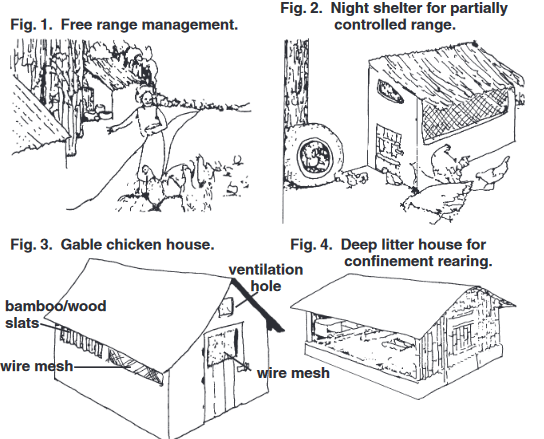 Fig. 1. Free range management.
Fig. 2. Night shelter for partially
controlled range.
Fig. 3. Gable chicken house.
ventilation
hole
bamboo/wood
slats
wire mesh
wire mesh
Fig. 4. Deep litter house for
confinement rearing.